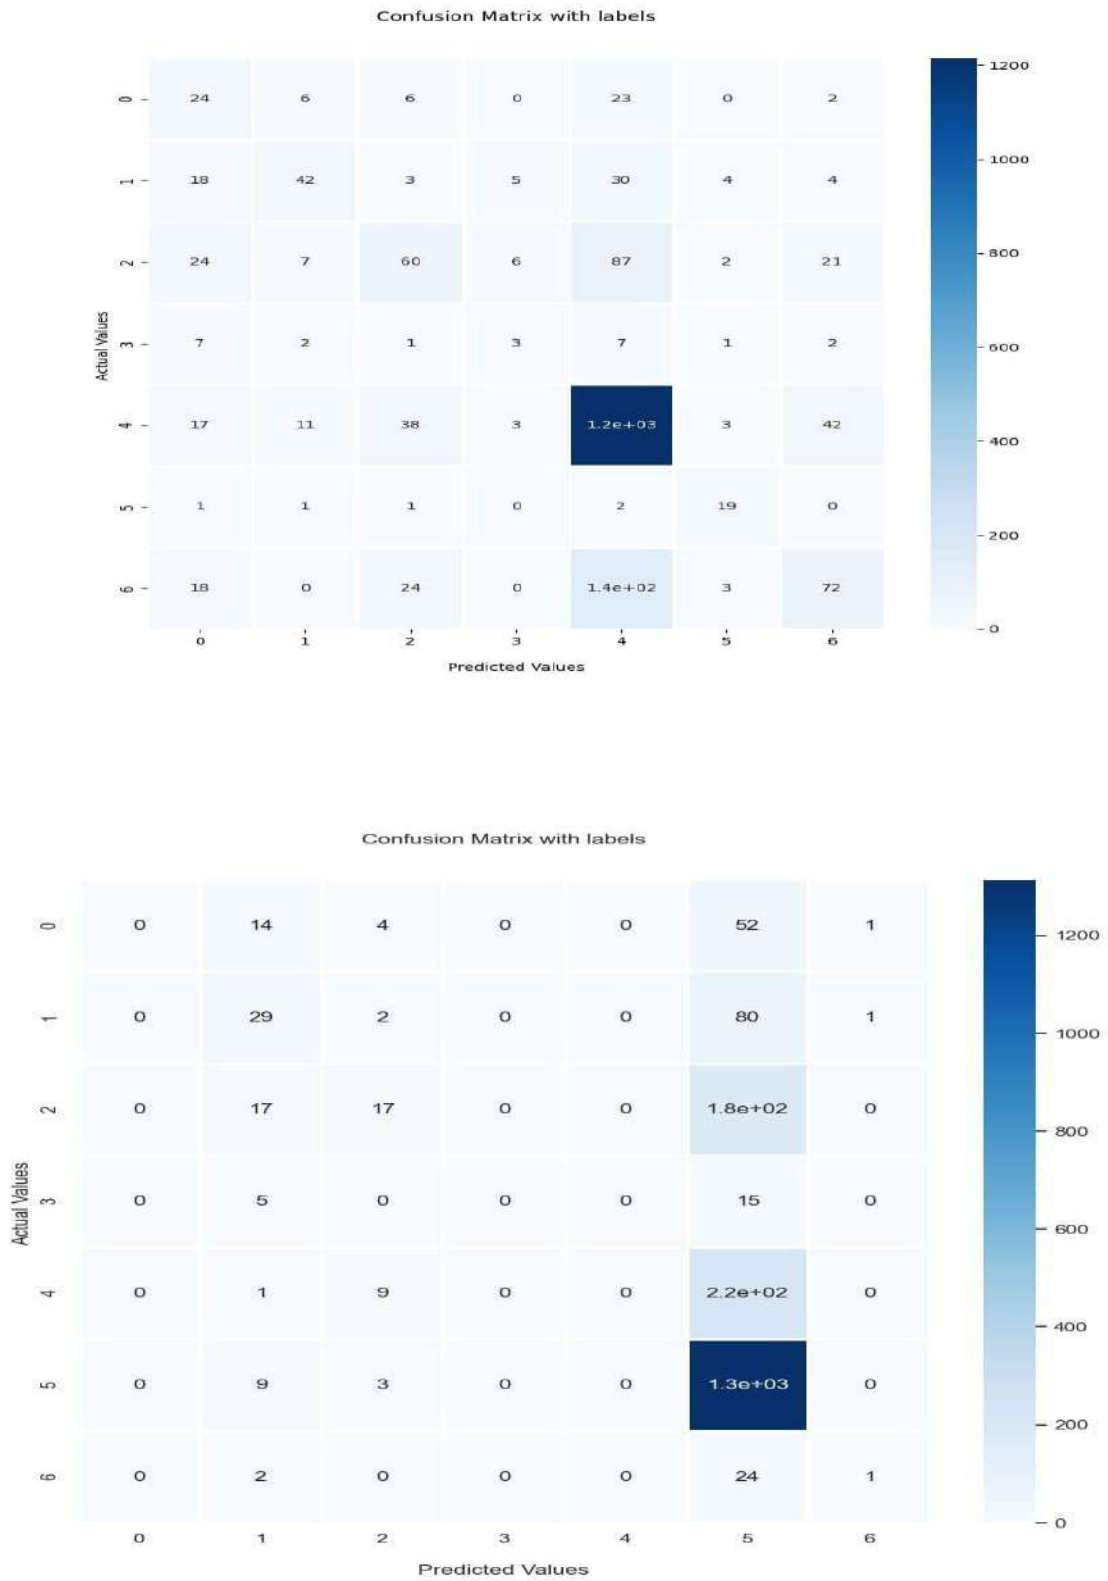 Confusion Matrix with labels
0 24 6 6 0 23 0 2
1 18 42 3 5 30 4 4
2 24 7 60 6 87 2 21
3 7 2 1 3 7 1 2
4 17 11 38 3 1.2e+03 3 42
5 1 1 1 0 2 19 0
6 18 0 24 0 1.4e+02 3 72
0 1 2 3 4 5 6
Actual Values
Predicted Values
1200
1000
800
600
400
200
0
Confusion Matrix with labels
0 0 14 4 0 0 52 1
1 0 29 2 0 0 80 1
2 0 17 17 0 0 1.8e+02 0
3 0 5 0 0 0 15 0
4 0 1 9 0 0 2.2e+02 0
5 0 9 3 0 0 1.3e+03 0
6 0 2 0 0 0 24 1
0 1 2 3 4 5 6
Actual Values
Predicted Values
1200
1000
800
600
400
200
0